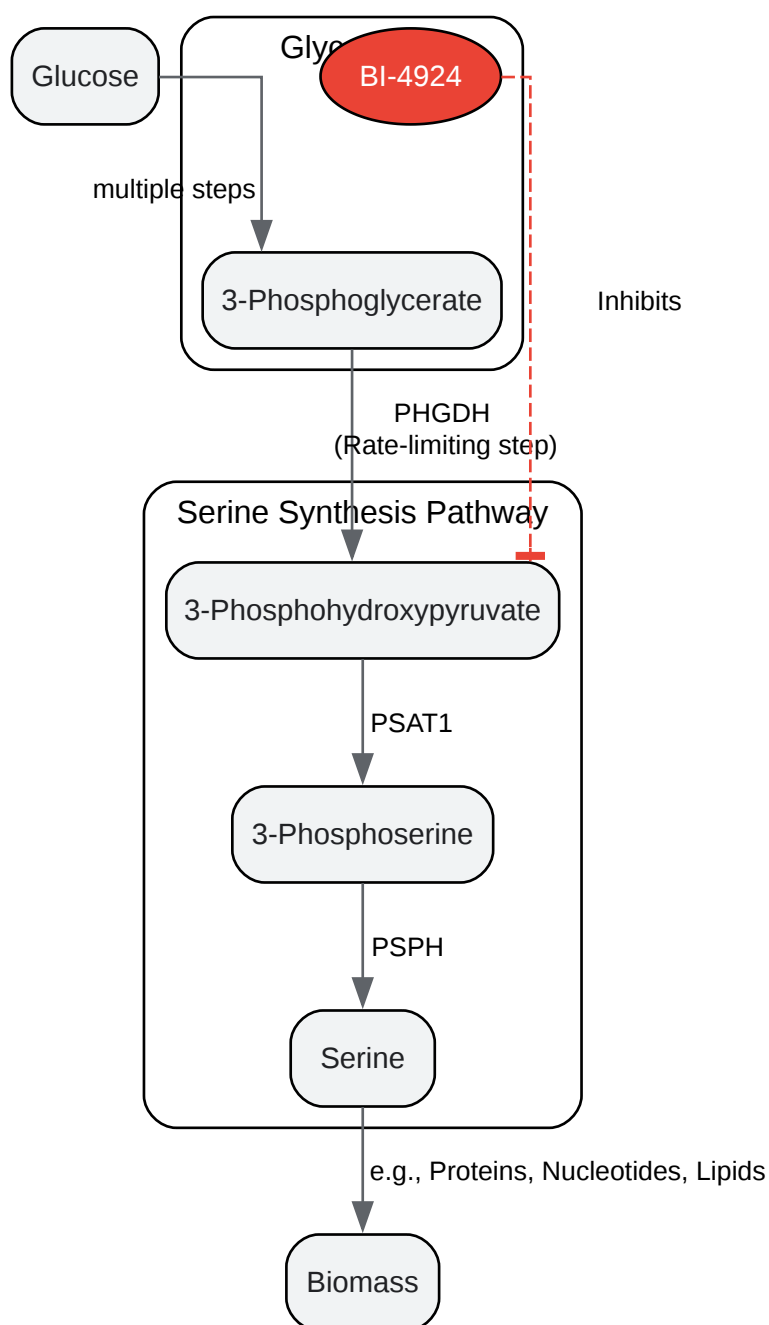 Glyc
Glucose
BI-4924
multiple steps
3-Phosphoglycerate
Inhibits
PHGDH
(Rate-limiting step)
Serine Synthesis Pathway
3-Phosphohydroxypyruvate
PSAT1
3-Phosphoserine
PSPH
Serine
e.g., Proteins, Nucleotides, Lipids
Biomass